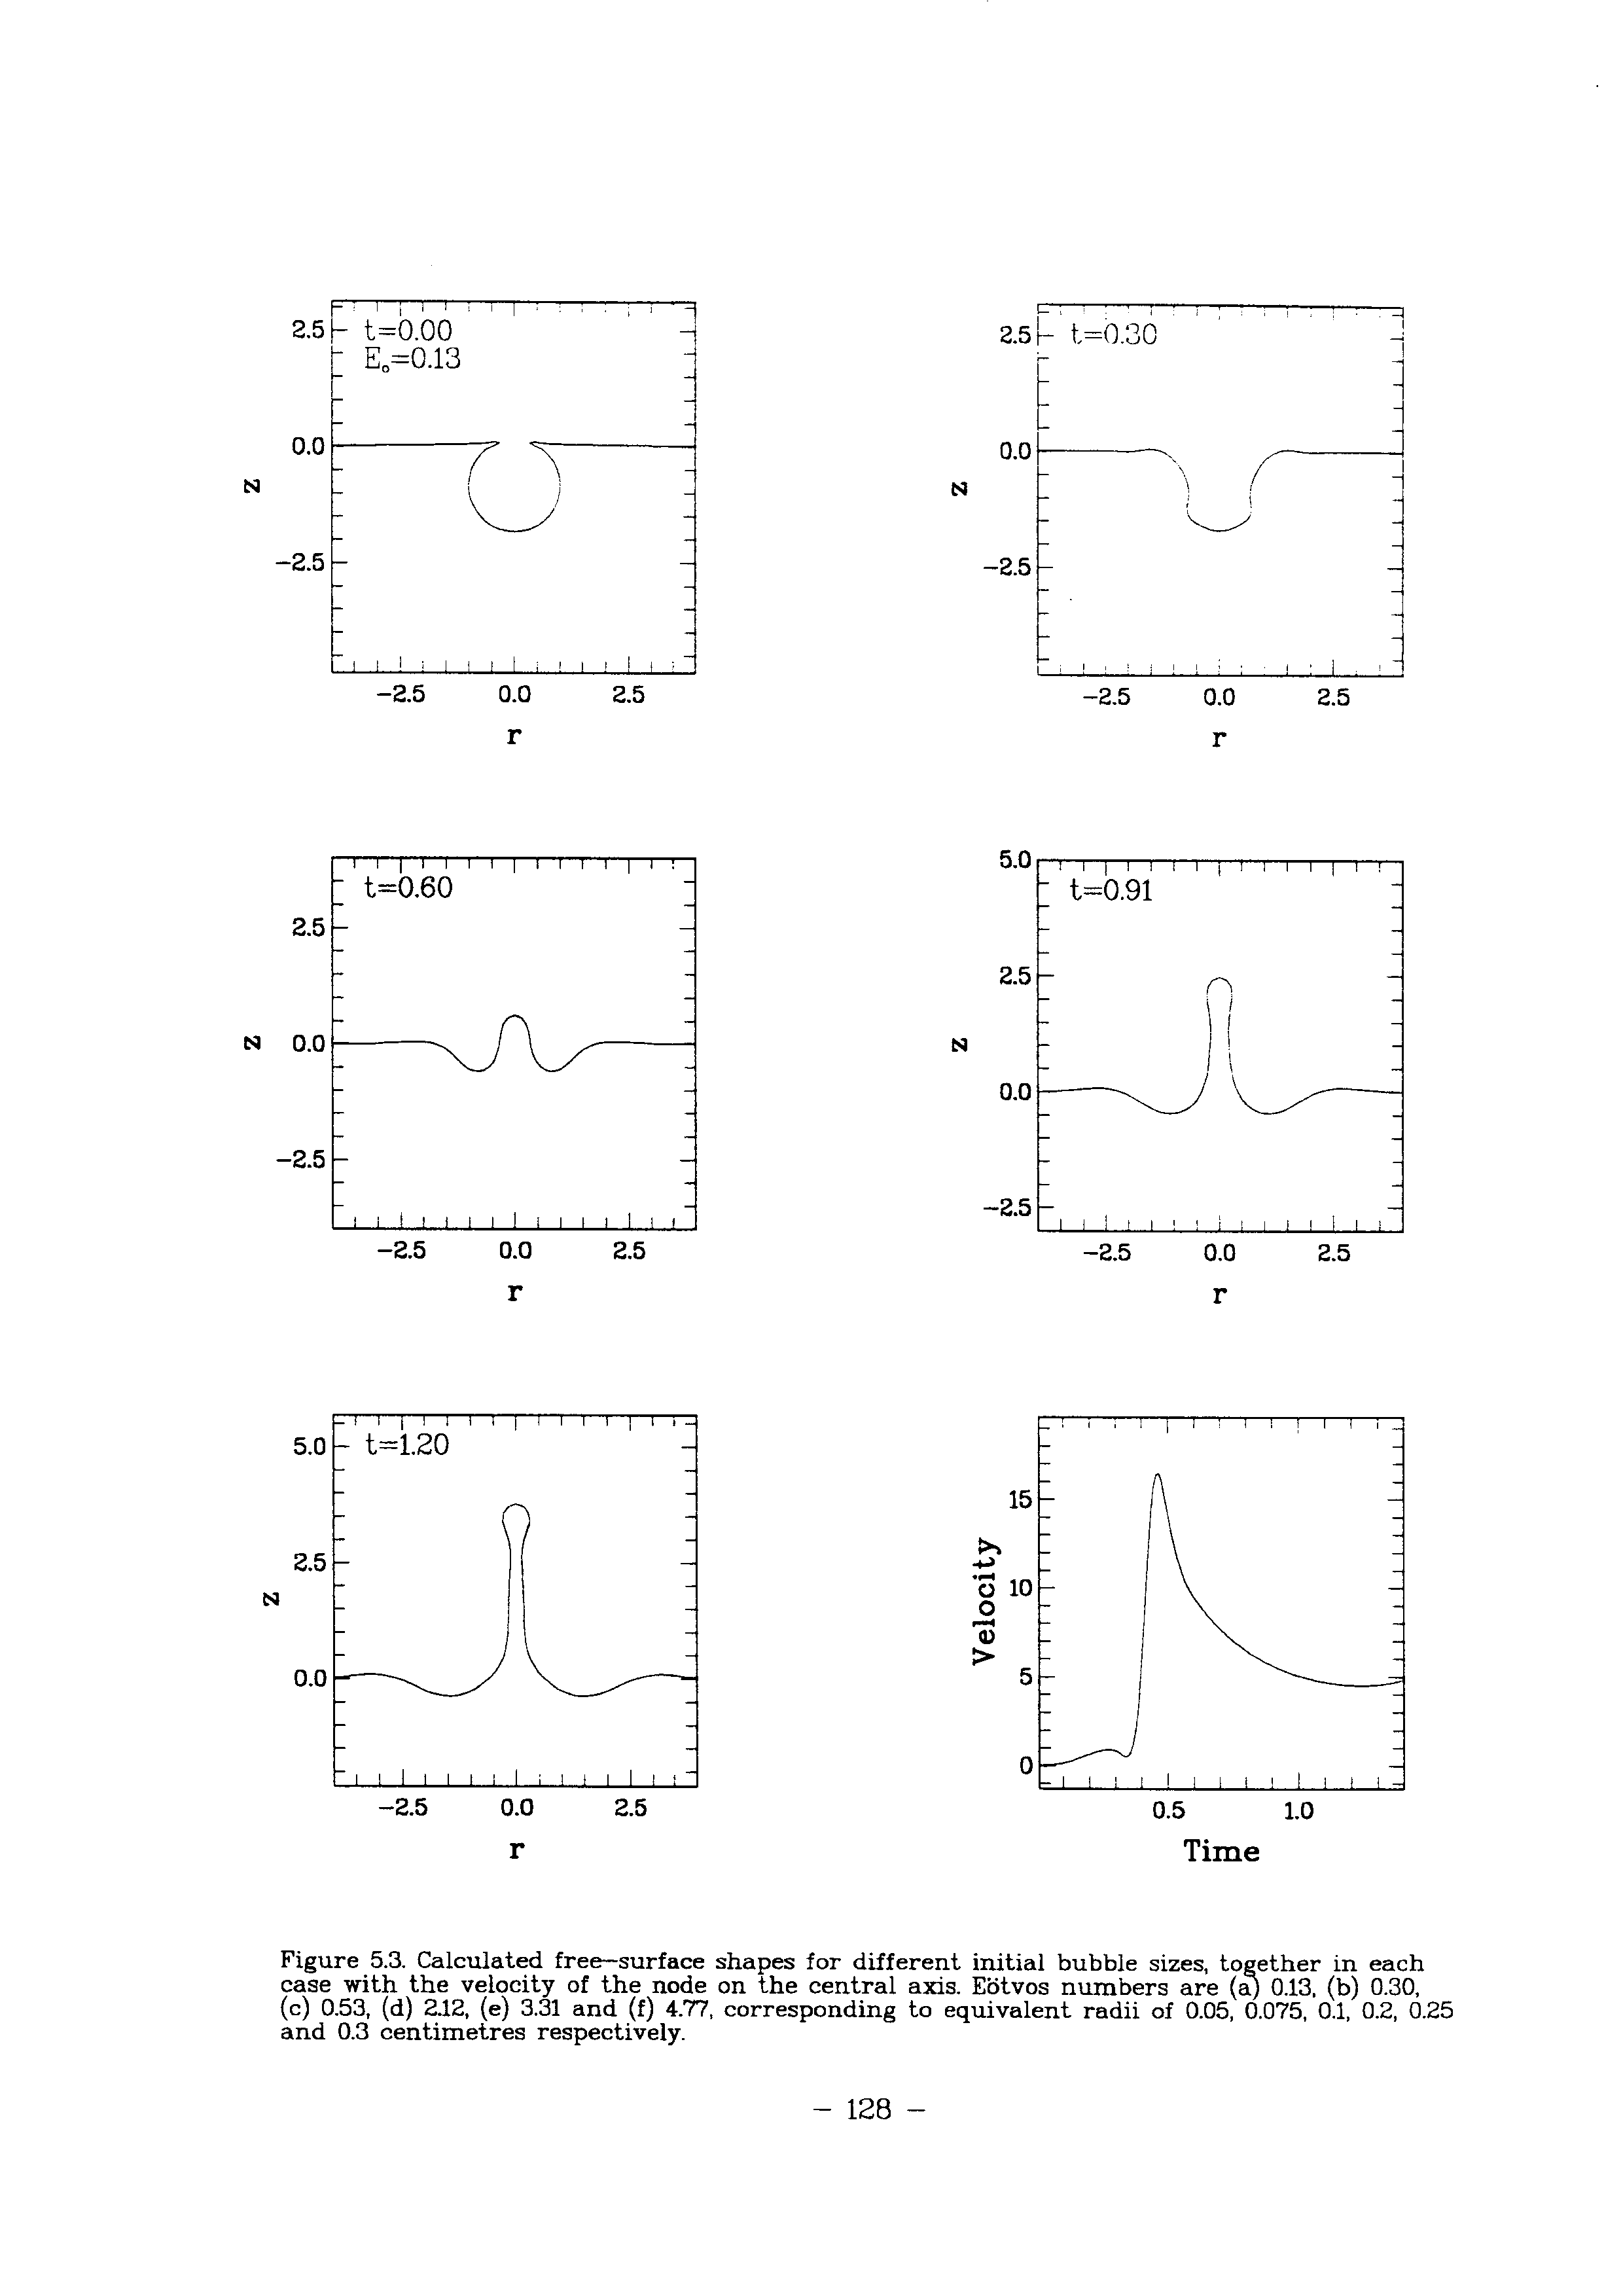 2.5
t=0.00
E₀=0.13
0.0
z
−2.5
−2.5 0.0 2.5
r
2.5
t=0.30
0.0
z
−2.5
−2.5 0.0 2.5
r
t=0.60
2.5
z
0.0
−2.5
−2.5 0.0 2.5
r
5.0
t=0.91
2.5
z
0.0
−2.5
−2.5 0.0 2.5
r
5.0
t=1.20
2.5
z
0.0
−2.5 0.0 2.5
r
15
Velocity
10
5
0
0.5 1.0
Time
Figure 5.3. Calculated free−surface shapes for different initial bubble sizes, together in each
case with the velocity of the node on the central axis. Eötvos numbers are (a) 0.13, (b) 0.30,
(c) 0.53, (d) 2.12, (e) 3.31 and (f) 4.77, corresponding to equivalent radii of 0.05, 0.075, 0.1, 0.2, 0.25
and 0.3 centimetres respectively.
− 128 −